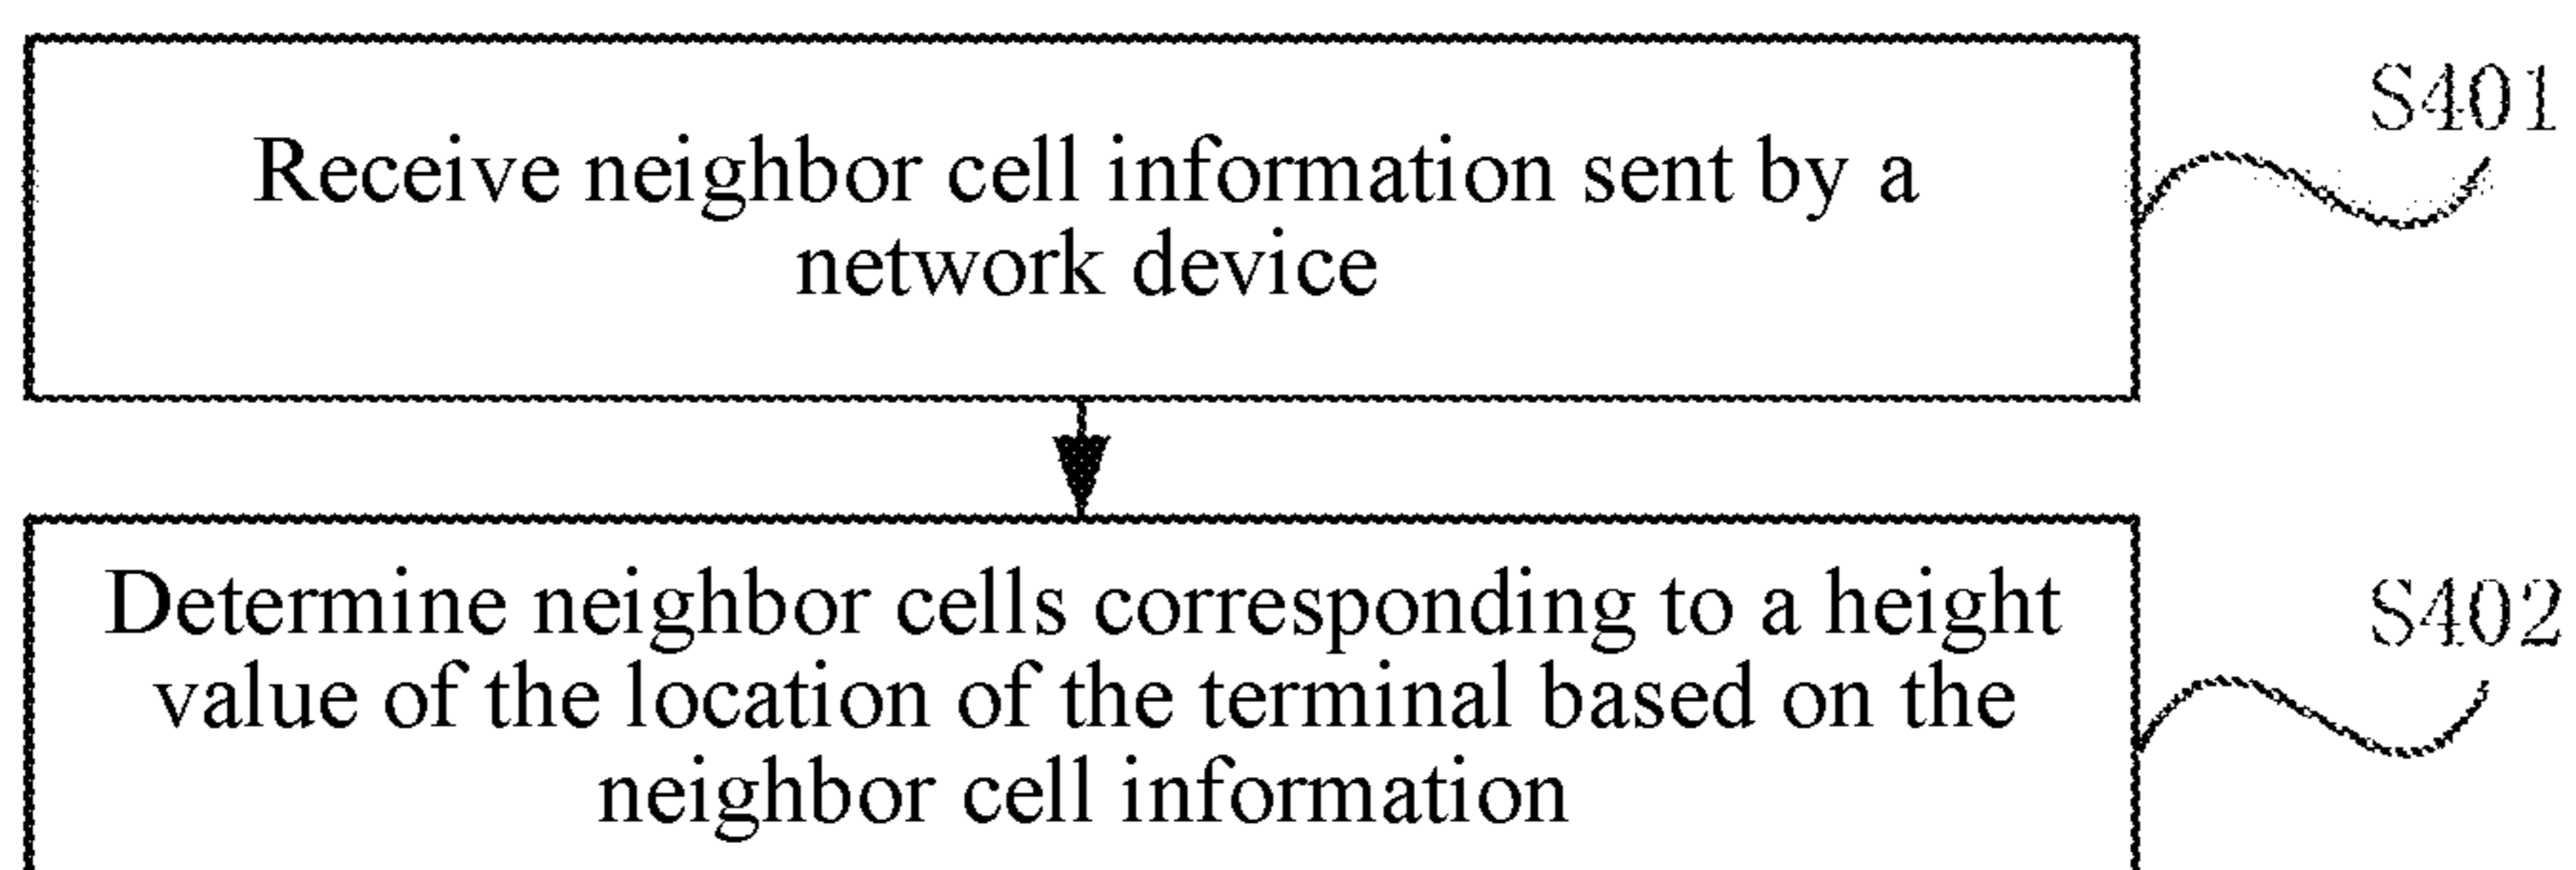 S401
Receive neighbor cell information sent by a
network device
Determine neighbor cells corresponding to a height
S402
value of the location of the terminal based on the
neighbor cell information